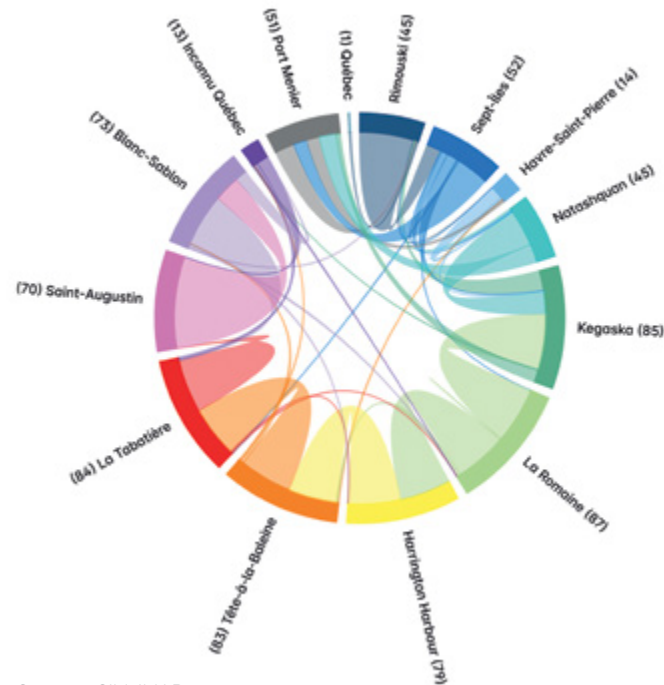 (1) Québec
Rimouski (45)
Sept-Îles (52)
Havre-Saint-Pierre (14)
Natashquan (45)
Kegaska (85)
La Romaine (87)
Harrington Harbour (79)
(83) Tête-à-la-Baleine
(84) La Tabatière
(70) Saint-Augustin
(73) Blanc-Sablon
(13) Inconnu Québec
(51) Port Menier